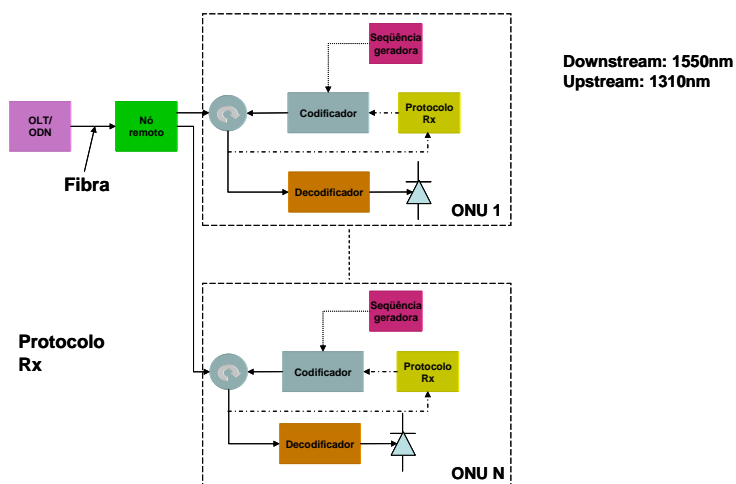 Seqüência
geradora
Downstream: 1550nm
Upstream: 1310nm
OLT/
ODN
Nó
remoto
Codificador
Protocolo
Rx
Fibra
Decodificador
ONU 1
Seqüência
geradora
Protocolo
Rx
Codificador
Protocolo
Rx
Decodificador
ONU N